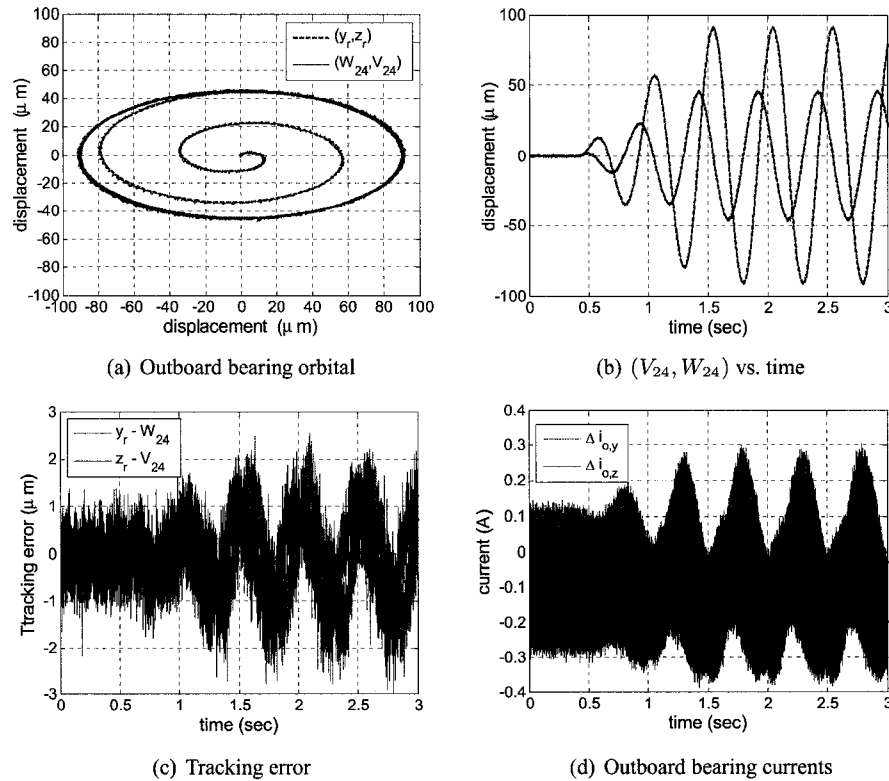 100
80
60
40
20
0
-20
-40
-60
-80
-100
displacement (μ m)
(y_r,z_r)
(W_24,V_24)
-100 -80 -60 -40 -20 0 20 40 60 80 100
displacement (μ m)
(a) Outboard bearing orbital
100
50
0
-50
-100
displacement (μ m)
0 0.5 1 1.5 2 2.5 3
time (sec)
(b) (V_24, W_24) vs. time
3
2
1
0
-1
-2
-3
Ttracking error (μ m)
y_r - W_24
z_r - V_24
0 0.5 1 1.5 2 2.5 3
time (sec)
(c) Tracking error
0.4
0.3
0.2
0.1
0
-0.1
-0.2
-0.3
-0.4
current (A)
Δ i_o,y
Δ i_o,z
0 0.5 1 1.5 2 2.5 3
time (sec)
(d) Outboard bearing currents